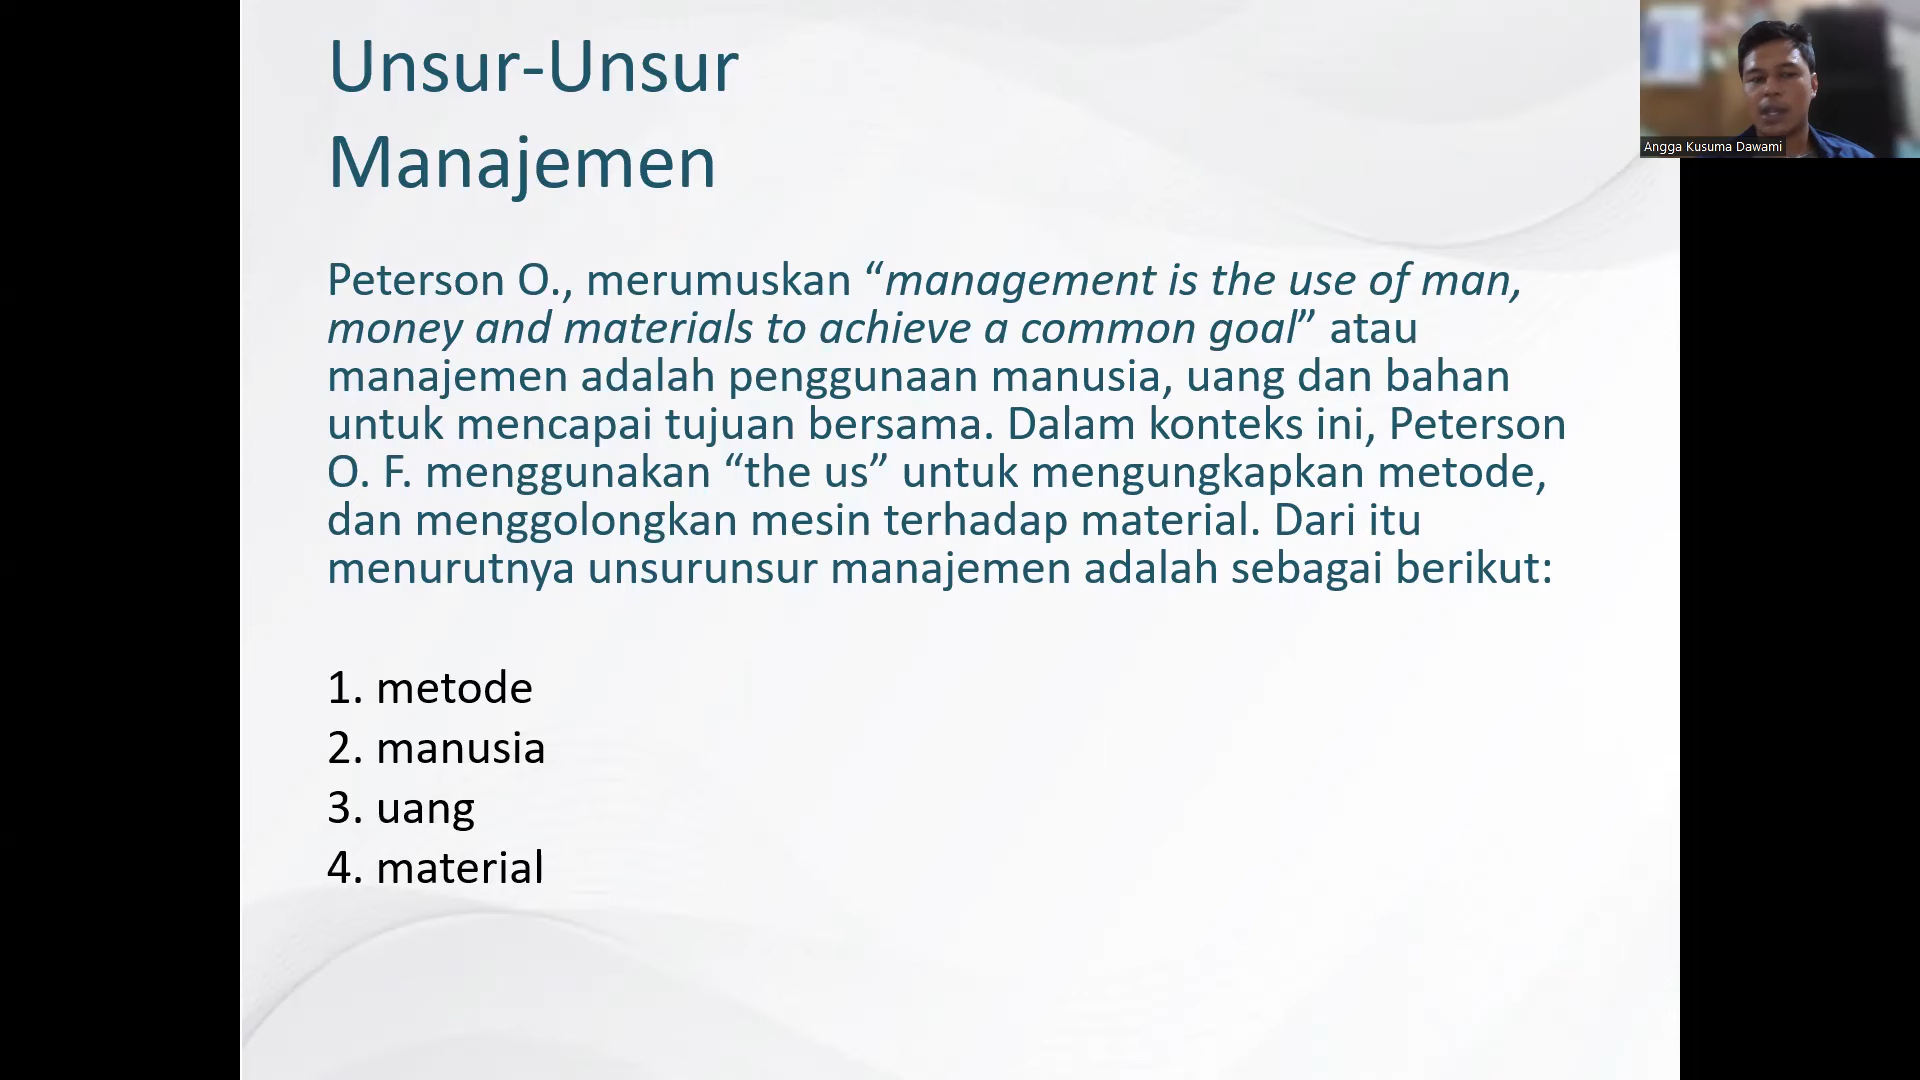 Unsur-Unsur
Manajemen
Angga Kusuma Dawami
Peterson O., merumuskan “management is the use of man,
money and materials to achieve a common goal” atau
manajemen adalah penggunaan manusia, uang dan bahan
untuk mencapai tujuan bersama. Dalam konteks ini, Peterson
O. F. menggunakan “the us” untuk mengungkapkan metode,
dan menggolongkan mesin terhadap material. Dari itu
menurutnya unsurunsur manajemen adalah sebagai berikut:
1. metode
2. manusia
3. uang
4. material